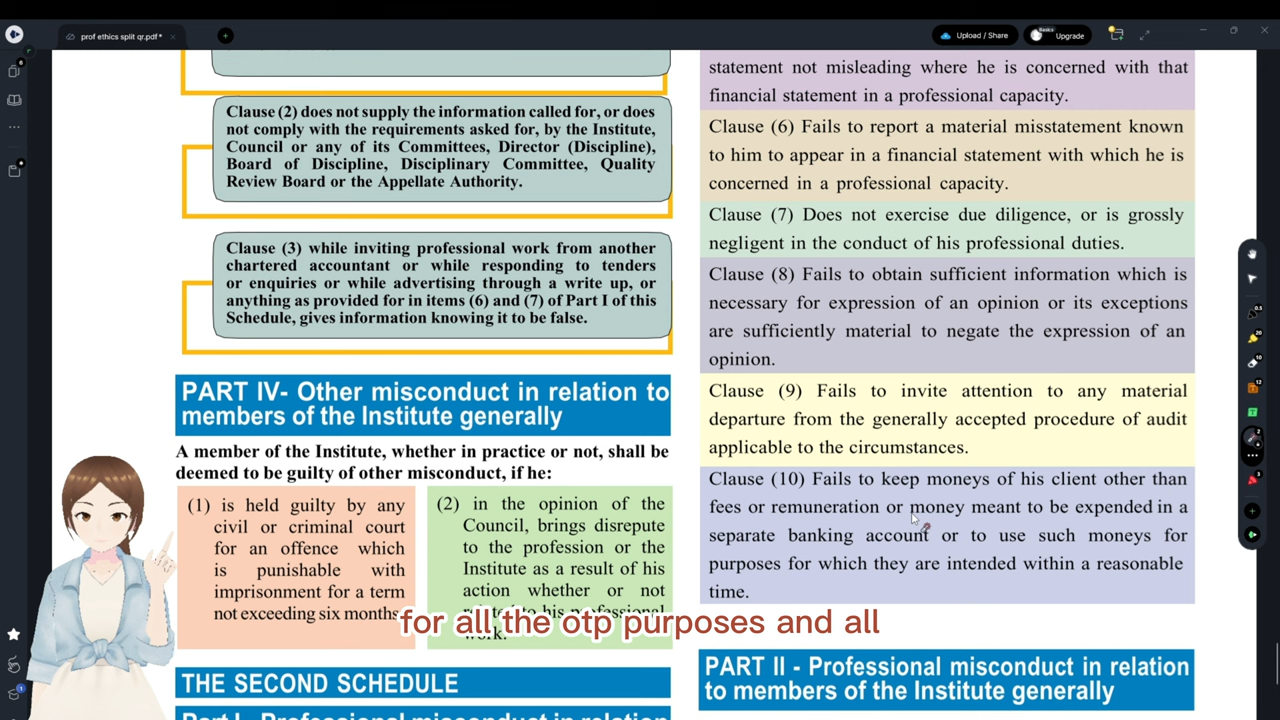 prof ethics split qr.pdf*
Upload / Share
Basics
Upgrade
Clause (2) does not supply the information called for, or does
not comply with the requirements asked for, by the Institute,
Council or any of its Committees, Director (Discipline),
Board of Discipline, Disciplinary Committee, Quality
Review Board or the Appellate Authority.
Clause (3) while inviting professional work from another
chartered accountant or while responding to tenders
or enquiries or while advertising through a write up, or
anything as provided for in items (6) and (7) of Part I of this
Schedule, gives information knowing it to be false.
PART IV- Other misconduct in relation to
members of the Institute generally
A member of the Institute, whether in practice or not, shall be
deemed to be guilty of other misconduct, if he:
(1) is held guilty by any
civil or criminal court
for an offence which
is punishable with
imprisonment for a term
not exceeding six months.
(2) in the opinion of the
Council, brings disrepute
to the profession or the
Institute as a result of his
action whether or not
to his professional
work.
THE SECOND SCHEDULE
Part I - Professional misconduct in relation
statement not misleading where he is concerned with that
financial statement in a professional capacity.
Clause (6) Fails to report a material misstatement known
to him to appear in a financial statement with which he is
concerned in a professional capacity.
Clause (7) Does not exercise due diligence, or is grossly
negligent in the conduct of his professional duties.
Clause (8) Fails to obtain sufficient information which is
necessary for expression of an opinion or its exceptions
are sufficiently material to negate the expression of an
opinion.
Clause (9) Fails to invite attention to any material
departure from the generally accepted procedure of audit
applicable to the circumstances.
Clause (10) Fails to keep moneys of his client other than
fees or remuneration or money meant to be expended in a
separate banking account or to use such moneys for
purposes for which they are intended within a reasonable
time.
PART II - Professional misconduct in relation
to members of the Institute generally
for all the otp purposes and all